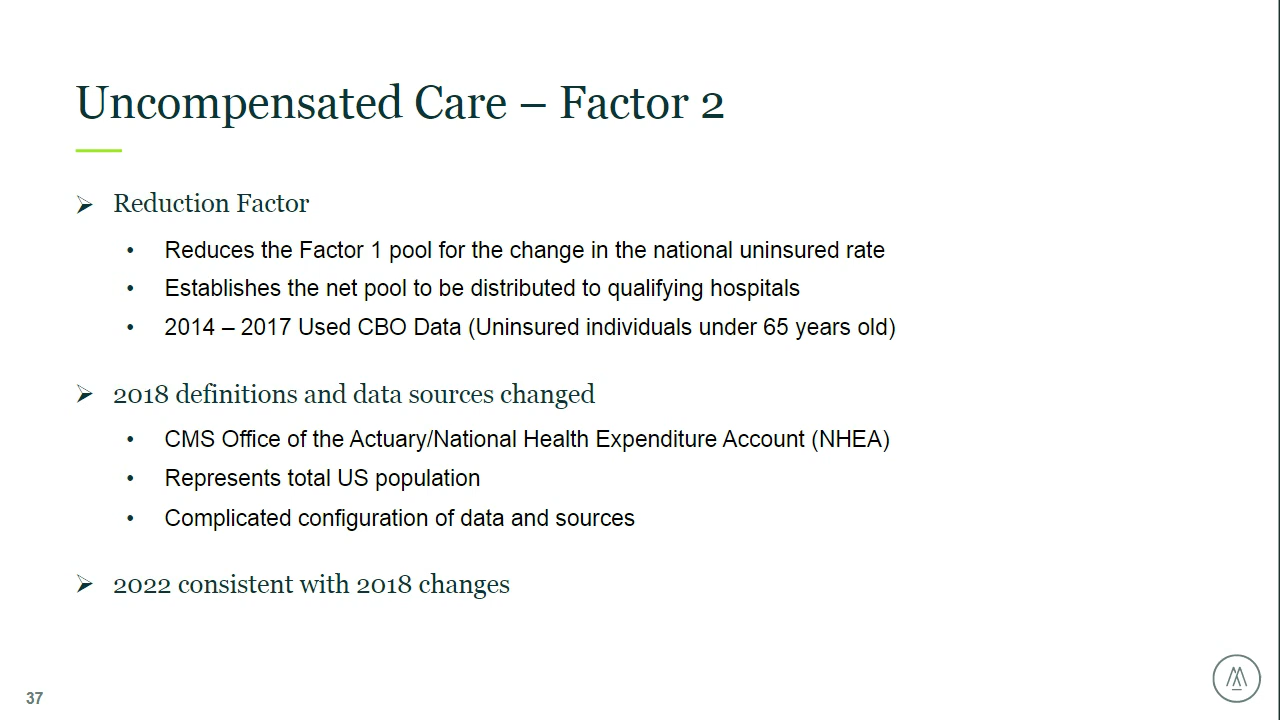 Uncompensated Care – Factor 2
➢ Reduction Factor
• Reduces the Factor 1 pool for the change in the national uninsured rate
• Establishes the net pool to be distributed to qualifying hospitals
• 2014 – 2017 Used CBO Data (Uninsured individuals under 65 years old)
➢ 2018 definitions and data sources changed
• CMS Office of the Actuary/National Health Expenditure Account (NHEA)
• Represents total US population
• Complicated configuration of data and sources
➢ 2022 consistent with 2018 changes
37